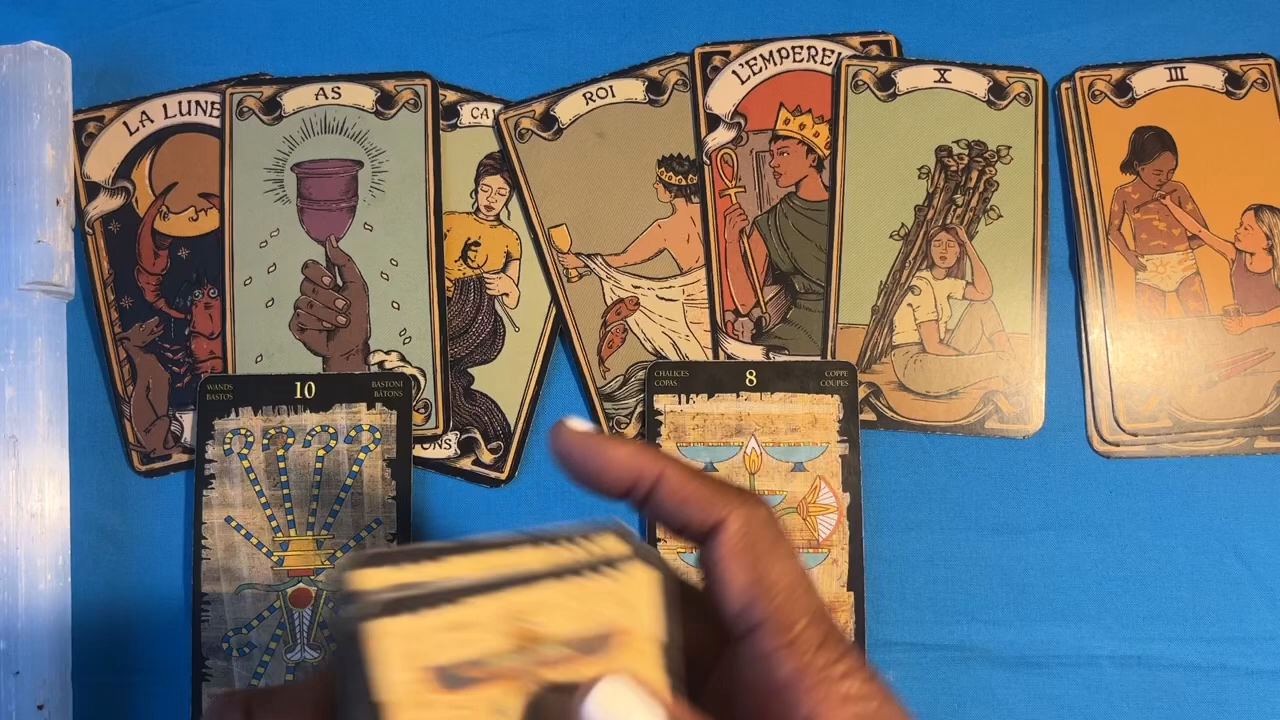 LA LUNE
AS
CA
ROI
L'EMPERE
X
III
ONS
WANDS
BASTOS
10
BASTONI
BÂTONS
CHALICES
COPAS
8
COPPE
COUPES